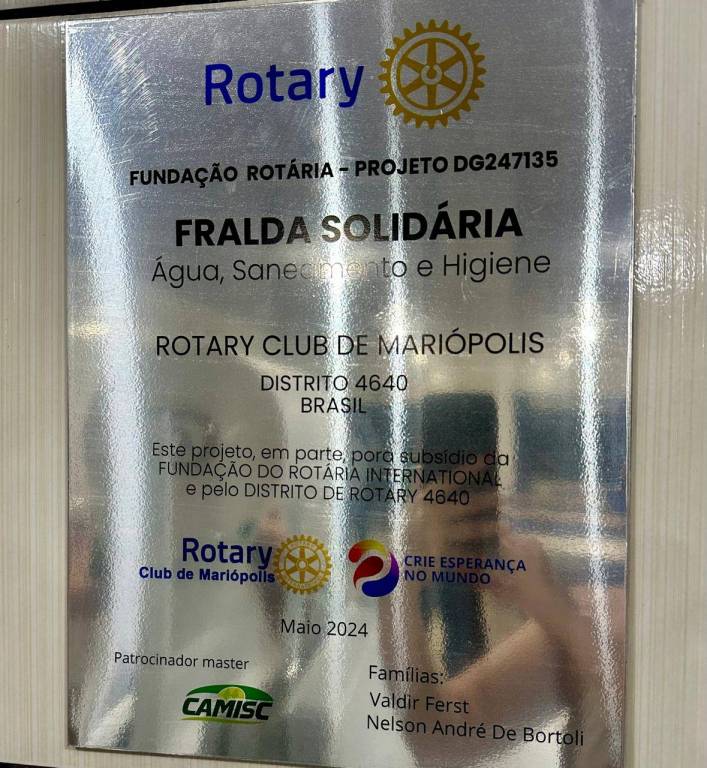 Rotary
FUNDAÇÃO ROTÁRIA - PROJETO DG247135
FRALDA SOLIDÁRIA
Água, Saneamento e Higiene
ROTARY CLUB DE MARIÓPOLIS
DISTRITO 4640
BRASIL
Este projeto, em parte, pora subsídio da
FUNDAÇÃO DO ROTÁRIA INTERNATIONAL
e pelo DISTRITO DE ROTARY 4640
Rotary
Club de Mariópolis
CRIE ESPERANÇA
NO MUNDO
Maio 2024
Patrocinador master
CAMISC
Famílias:
Valdir Ferst
Nelson André De Bortoli